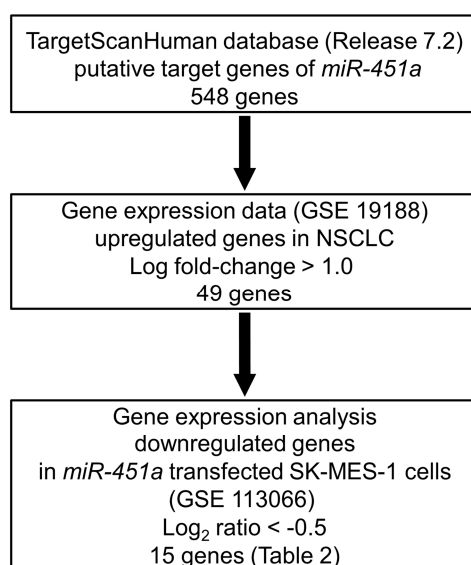 TargetScanHuman database (Release 7.2)
putative target genes of miR-451a
548 genes
Gene expression data (GSE 19188)
upregulated genes in NSCLC
Log fold-change > 1.0
49 genes
Gene expression analysis
downregulated genes
in miR-451a transfected SK-MES-1 cells
(GSE 113066)
Log₂ ratio < -0.5
15 genes (Table 2)